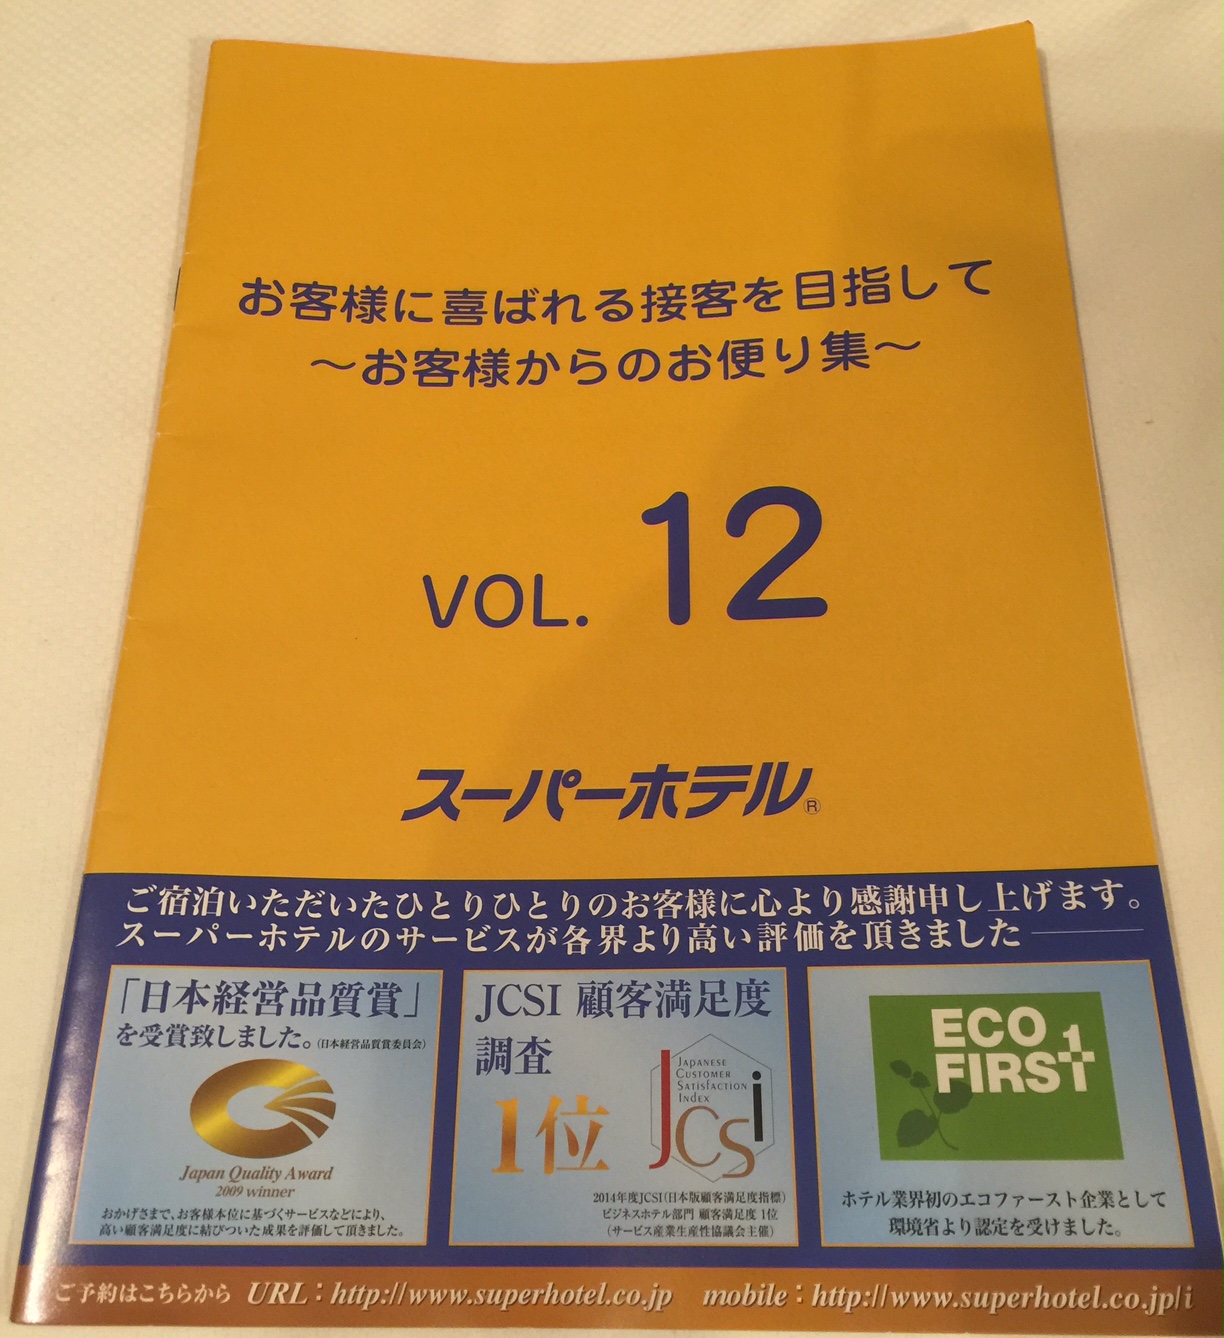 お客様に喜ばれる接客を目指して
～お客様からのお便り集～
VOL. 12
スーパーホテル®
ご宿泊いただいたひとりひとりのお客様に心より感謝申し上げます。
スーパーホテルのサービスが各界より高い評価を頂きました
「日本経営品質賞」
を受賞致しました。(日本経営品質賞委員会)
Japan Quality Award
2009 winner
おかげさまで、お客様本位に基づくサービスなどにより、
高い顧客満足度に結びついた成果を評価して頂きました。
JCSI 顧客満足度
調査
1位
JAPANESE
CUSTOMER
SATISFACTION
INDEX
JCSi
2014年度JCSI(日本版顧客満足度指標)
ビジネスホテル部門 顧客満足度 1位
(サービス産業生産性協議会主催)
ECO
FIRST
ホテル業界初のエコファースト企業として
環境省より認定を受けました。
ご予約はこちらから URL：http://www.superhotel.co.jp mobile：http://www.superhotel.co.jp/i